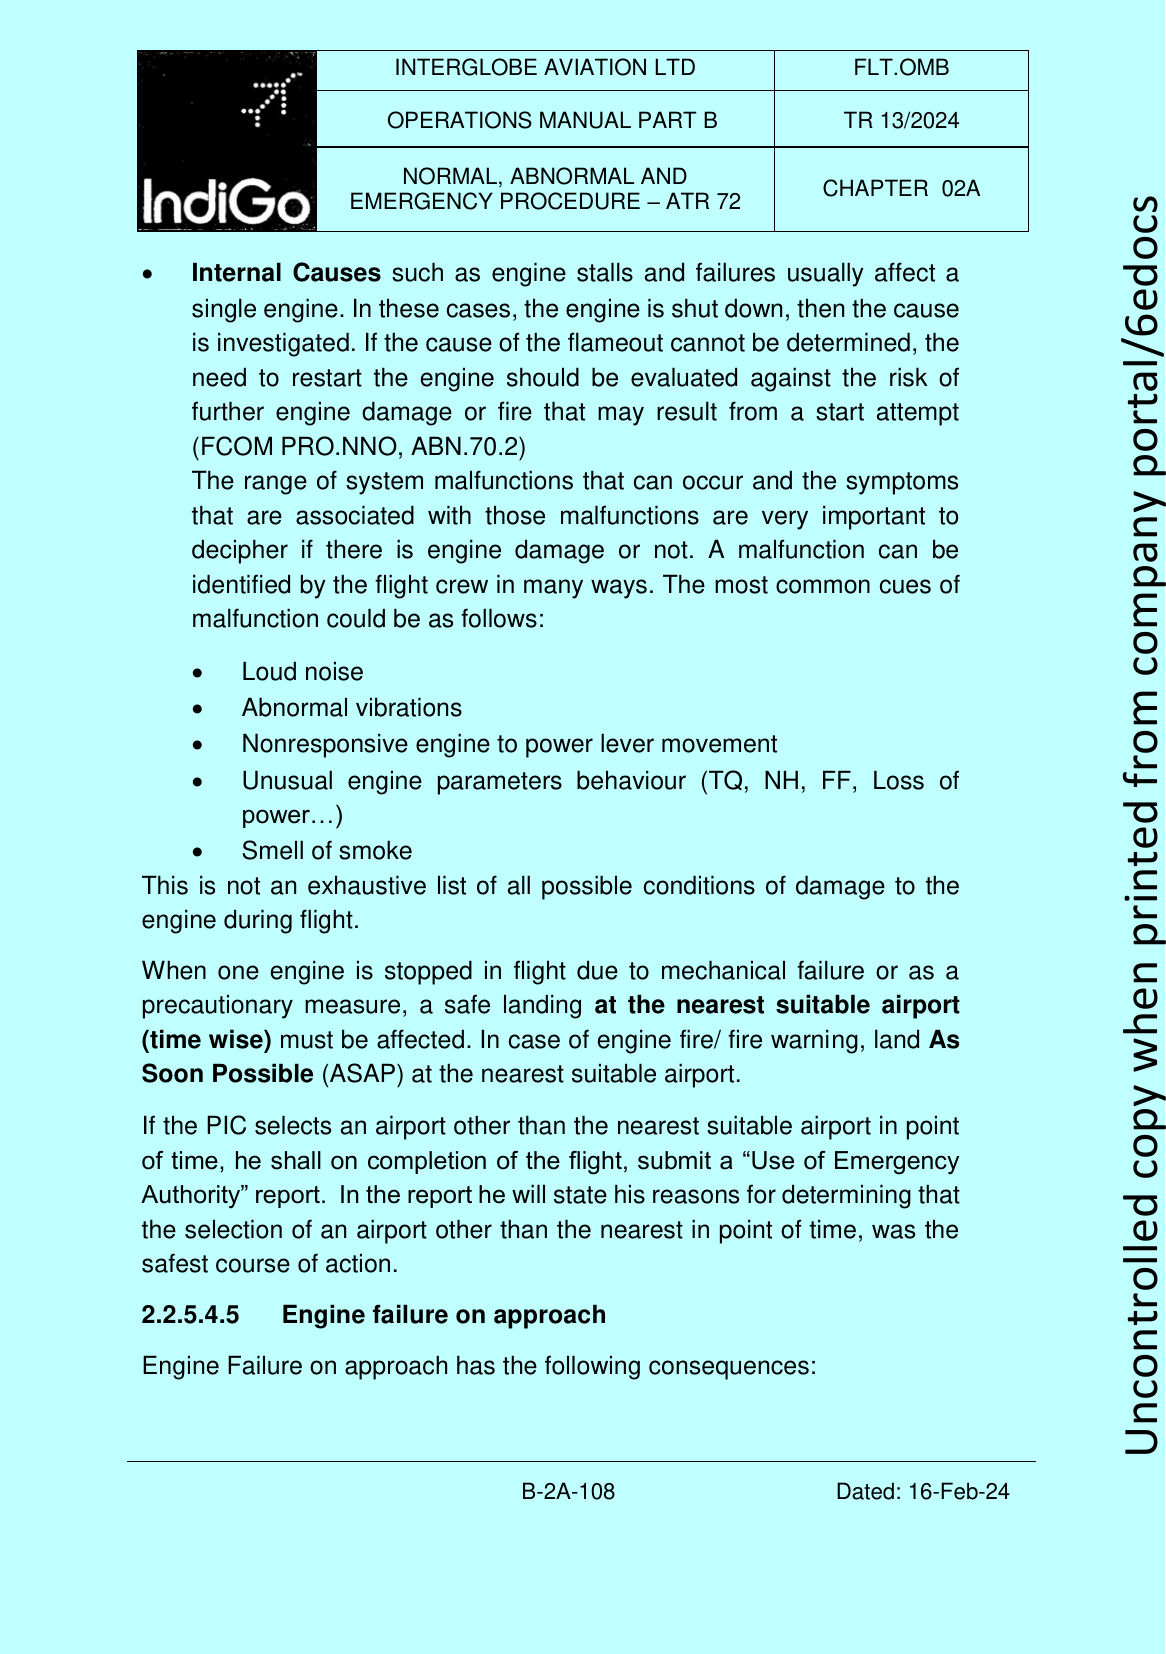 INTERGLOBE AVIATION LTD
FLT.OMB
OPERATIONS MANUAL PART B
TR 13/2024
IndiGo
NORMAL, ABNORMAL AND
EMERGENCY PROCEDURE – ATR 72
CHAPTER 02A
• Internal Causes such as engine stalls and failures usually affect a
single engine. In these cases, the engine is shut down, then the cause
is investigated. If the cause of the flameout cannot be determined, the
need to restart the engine should be evaluated against the risk of
further engine damage or fire that may result from a start attempt
(FCOM PRO.NNO, ABN.70.2)
The range of system malfunctions that can occur and the symptoms
that are associated with those malfunctions are very important to
decipher if there is engine damage or not. A malfunction can be
identified by the flight crew in many ways. The most common cues of
malfunction could be as follows:
• Loud noise
• Abnormal vibrations
• Nonresponsive engine to power lever movement
• Unusual engine parameters behaviour (TQ, NH, FF, Loss of
power…)
• Smell of smoke
This is not an exhaustive list of all possible conditions of damage to the
engine during flight.
When one engine is stopped in flight due to mechanical failure or as a
precautionary measure, a safe landing at the nearest suitable airport
(time wise) must be affected. In case of engine fire/ fire warning, land As
Soon Possible (ASAP) at the nearest suitable airport.
If the PIC selects an airport other than the nearest suitable airport in point
of time, he shall on completion of the flight, submit a “Use of Emergency
Authority” report. In the report he will state his reasons for determining that
the selection of an airport other than the nearest in point of time, was the
safest course of action.
2.2.5.4.5 Engine failure on approach
Engine Failure on approach has the following consequences:
B-2A-108
Dated: 16-Feb-24
Uncontrolled copy when printed from company portal/6edocs